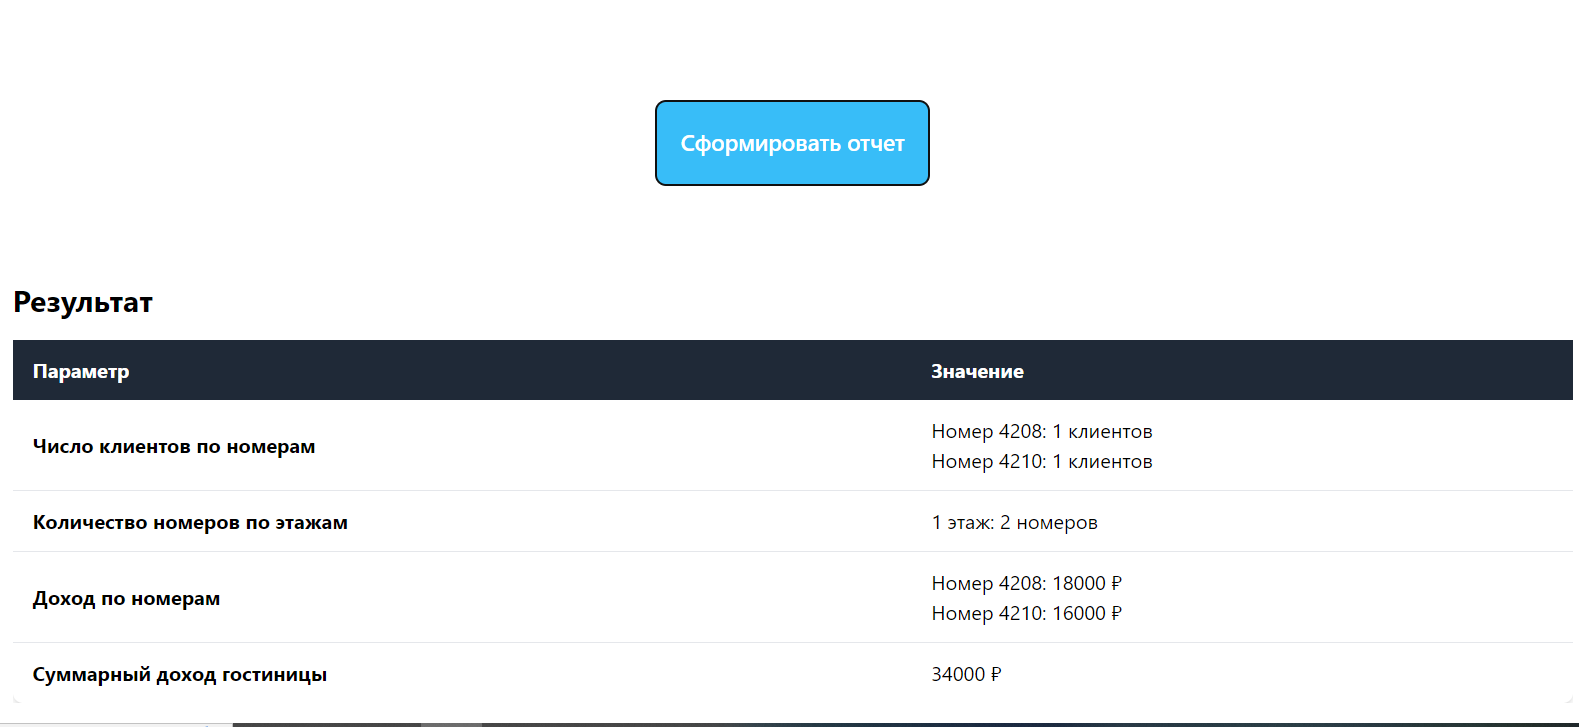 Сформировать отчет
Результат
Параметр Значение
Число клиентов по номерам
Номер 4208: 1 клиентов
Номер 4210: 1 клиентов
Количество номеров по этажам
1 этаж: 2 номеров
Доход по номерам
Номер 4208: 18000 ₽
Номер 4210: 16000 ₽
Суммарный доход гостиницы
34000 ₽